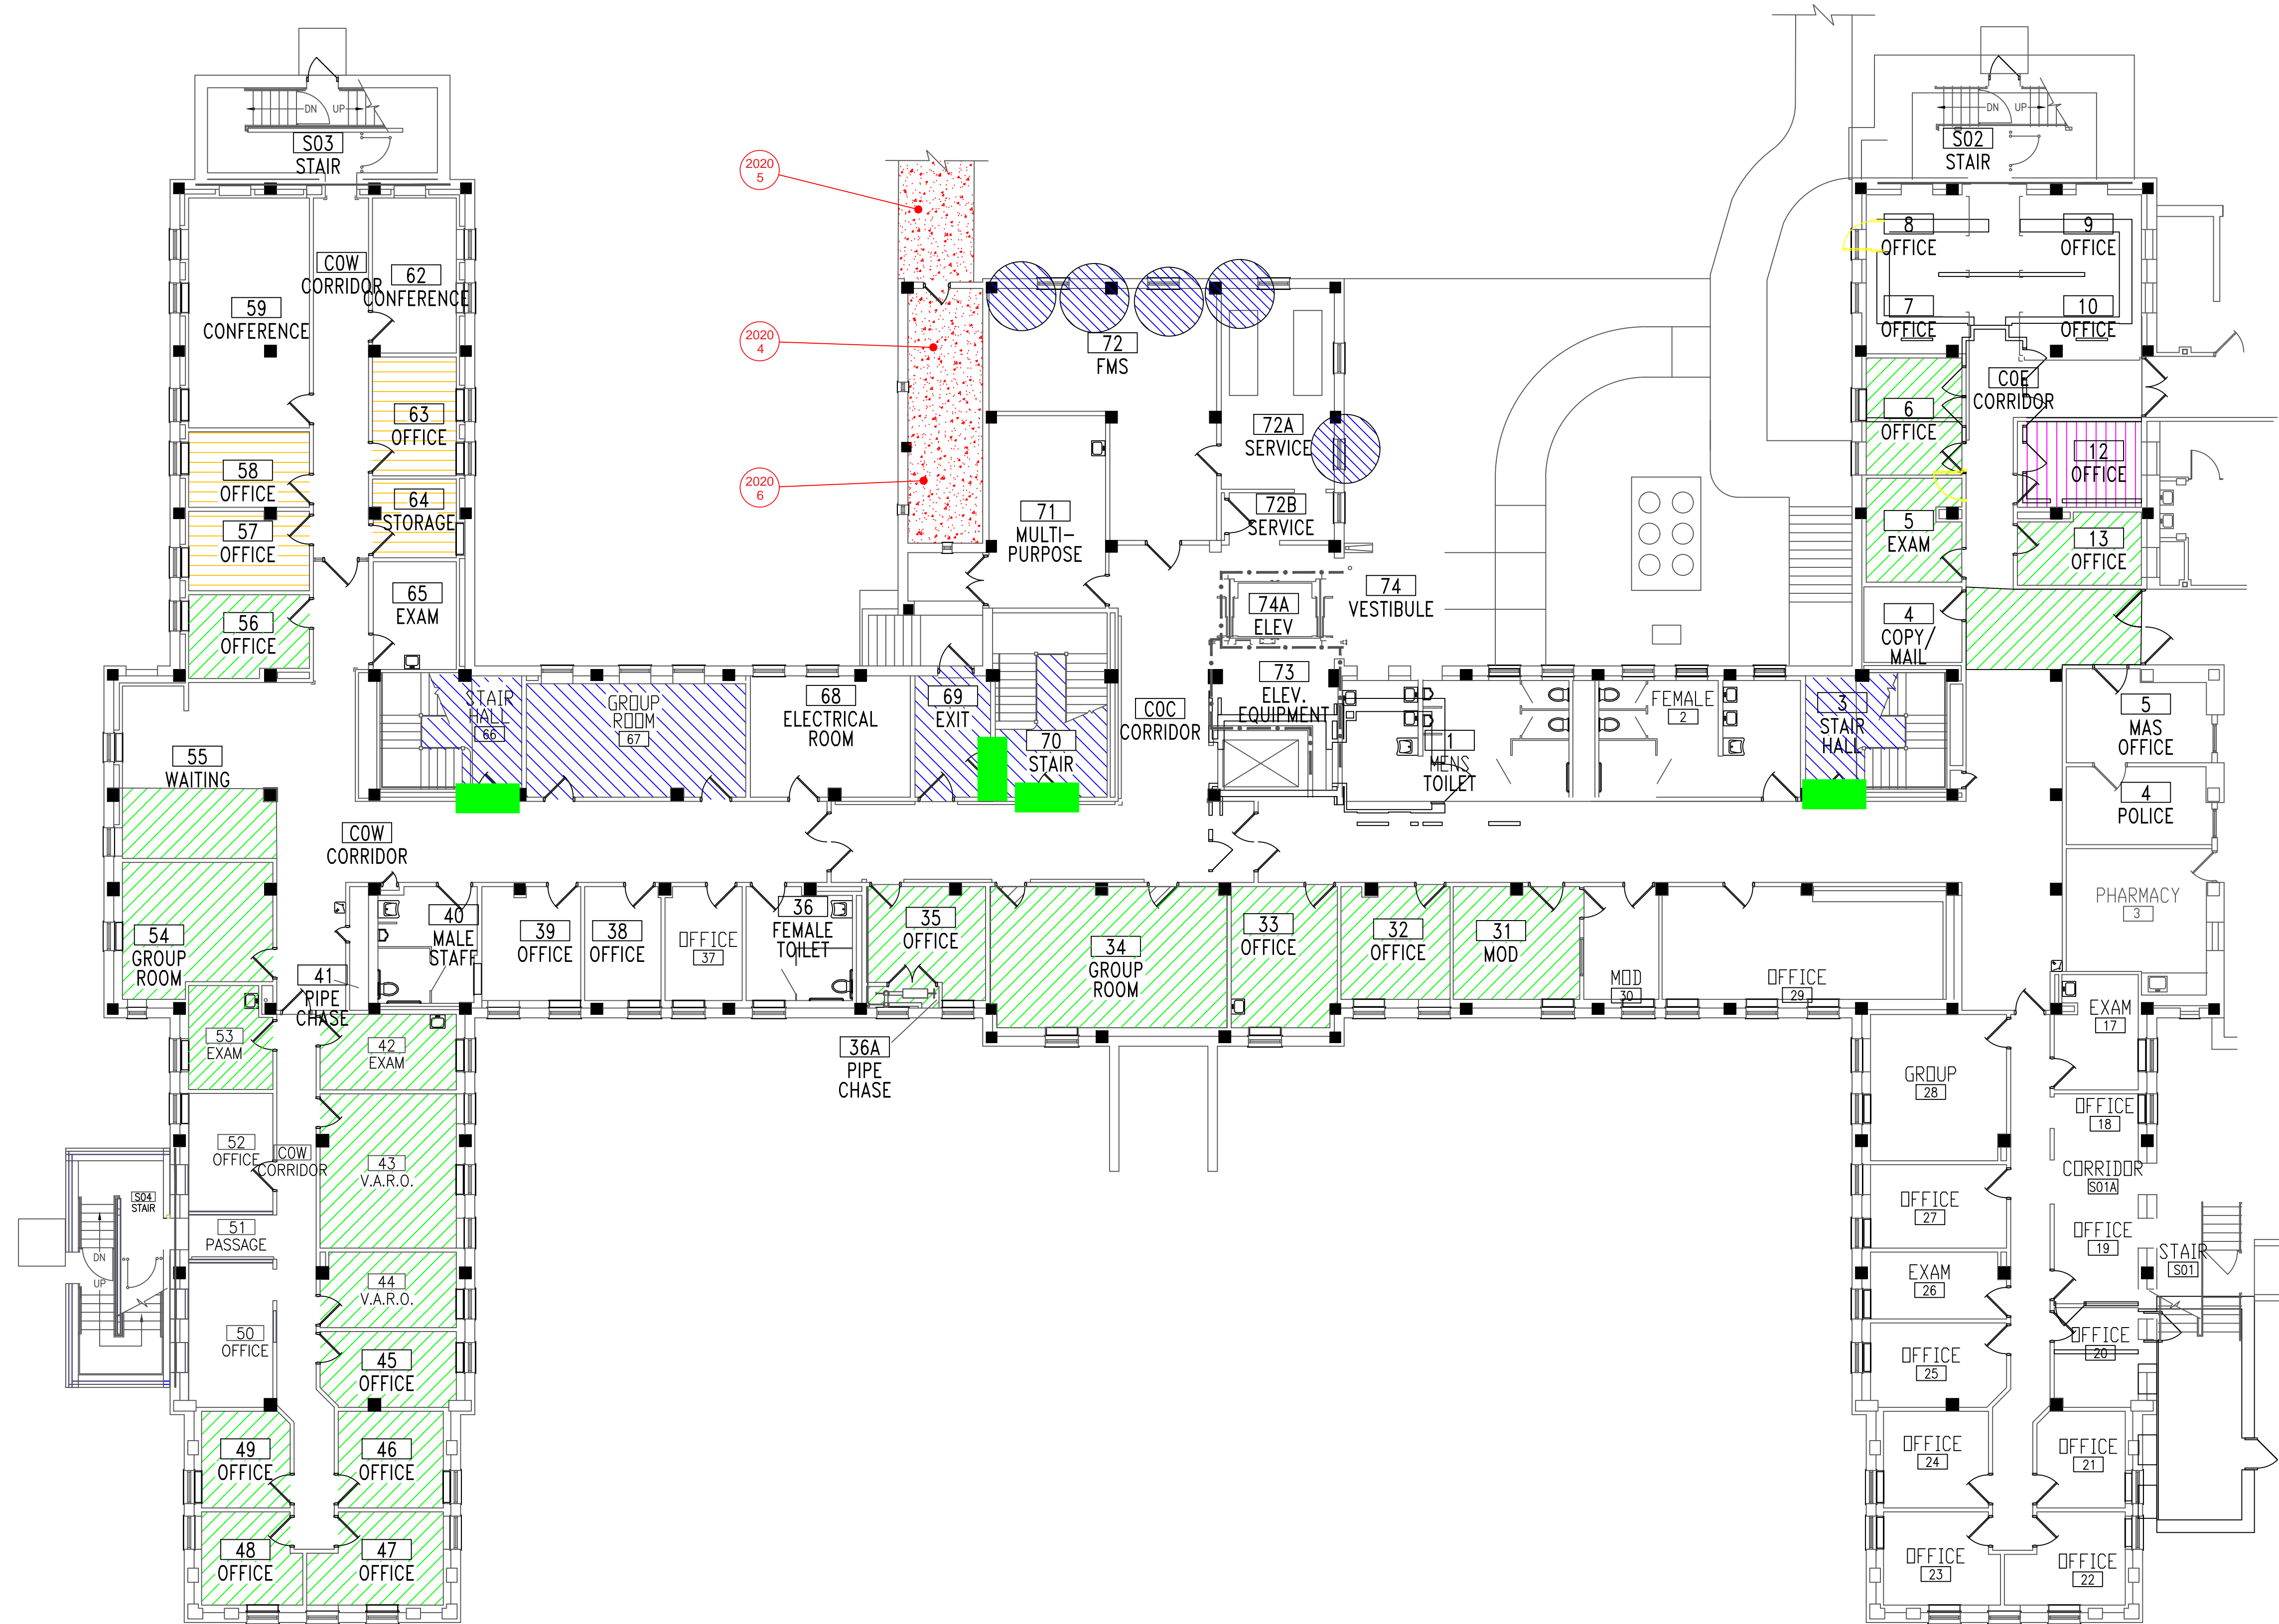 DN
UP
S03
STAIR
2020
5
DN
UP
S02
STAIR
COW
CORRIDOR
62
CONFERENCE
59
CONFERENCE
8
OFFICE
9
OFFICE
7
OFFICE
10
OFFICE
2020
4
72
FMS
63
OFFICE
58
OFFICE
64
STORAGE
57
OFFICE
2020
6
72A
SERVICE
72B
SERVICE
71
MULTI-
PURPOSE
6
OFFICE
COE
CORRIDOR
12
OFFICE
5
EXAM
13
OFFICE
65
EXAM
56
OFFICE
74A
ELEV
74
VESTIBULE
4
COPY/
MAIL
STAIR
HALL
66
GROUP
ROOM
67
68
ELECTRICAL
ROOM
69
EXIT
70
STAIR
COC
CORRIDOR
73
ELEV.
EQUIPMENT
1
MENS
TOILET
FEMALE
2
3
STAIR
HALL
5
MAS
OFFICE
55
WAITING
4
POLICE
COW
CORRIDOR
40
MALE
STAFF
39
OFFICE
38
OFFICE
OFFICE
37
36
FEMALE
TOILET
35
OFFICE
34
GROUP
ROOM
33
OFFICE
32
OFFICE
31
MOD
MOD
30
OFFICE
29
PHARMACY
3
54
GROUP
ROOM
41
PIPE
CHASE
53
EXAM
42
EXAM
36A
PIPE
CHASE
EXAM
17
GROUP
28
OFFICE
18
52
OFFICE
COW
CORRIDOR
43
V.A.R.O.
CORRIDOR
S01A
S04
STAIR
DN
UP
51
PASSAGE
OFFICE
27
OFFICE
19
STAIR
S01
44
V.A.R.O.
EXAM
26
50
OFFICE
45
OFFICE
OFFICE
25
OFFICE
20
49
OFFICE
46
OFFICE
OFFICE
24
OFFICE
21
48
OFFICE
47
OFFICE
OFFICE
23
OFFICE
22